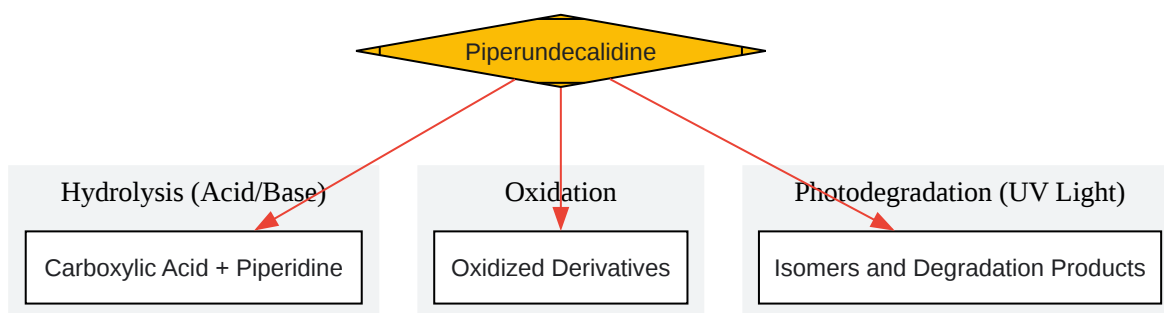 Piperundecalidine
Hydrolysis (Acid/Base)
Oxidation
Photodegradation (UV Light)
Carboxylic Acid + Piperidine
Oxidized Derivatives
Isomers and Degradation Products